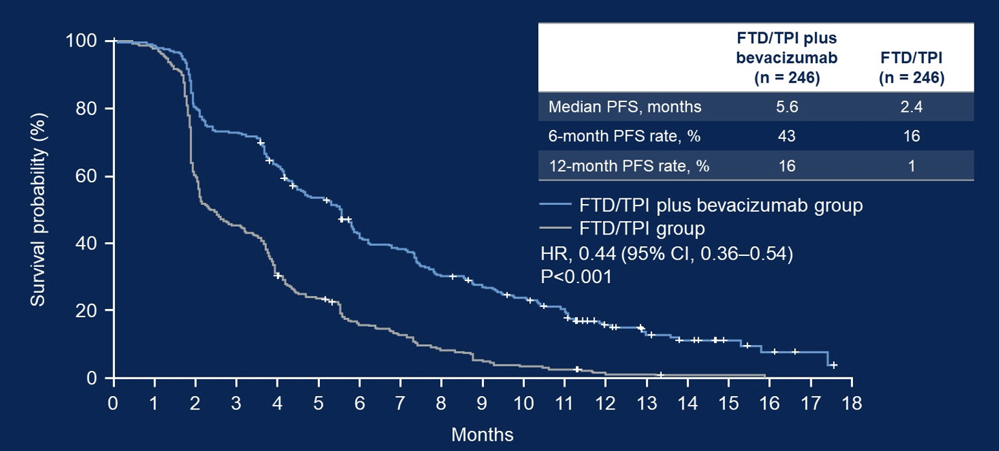 FTD/TPI plus
bevacizumab
(n = 246)
FTD/TPI
(n = 246)
Median PFS, months 5.6 2.4
6-month PFS rate, % 43 16
12-month PFS rate, % 16 1
FTD/TPI plus bevacizumab group
FTD/TPI group
HR, 0.44 (95% CI, 0.36–0.54)
P<0.001
Survival probability (%)
100
80
60
40
20
0
0 1 2 3 4 5 6 7 8 9 10 11 12 13 14 15 16 17 18
Months